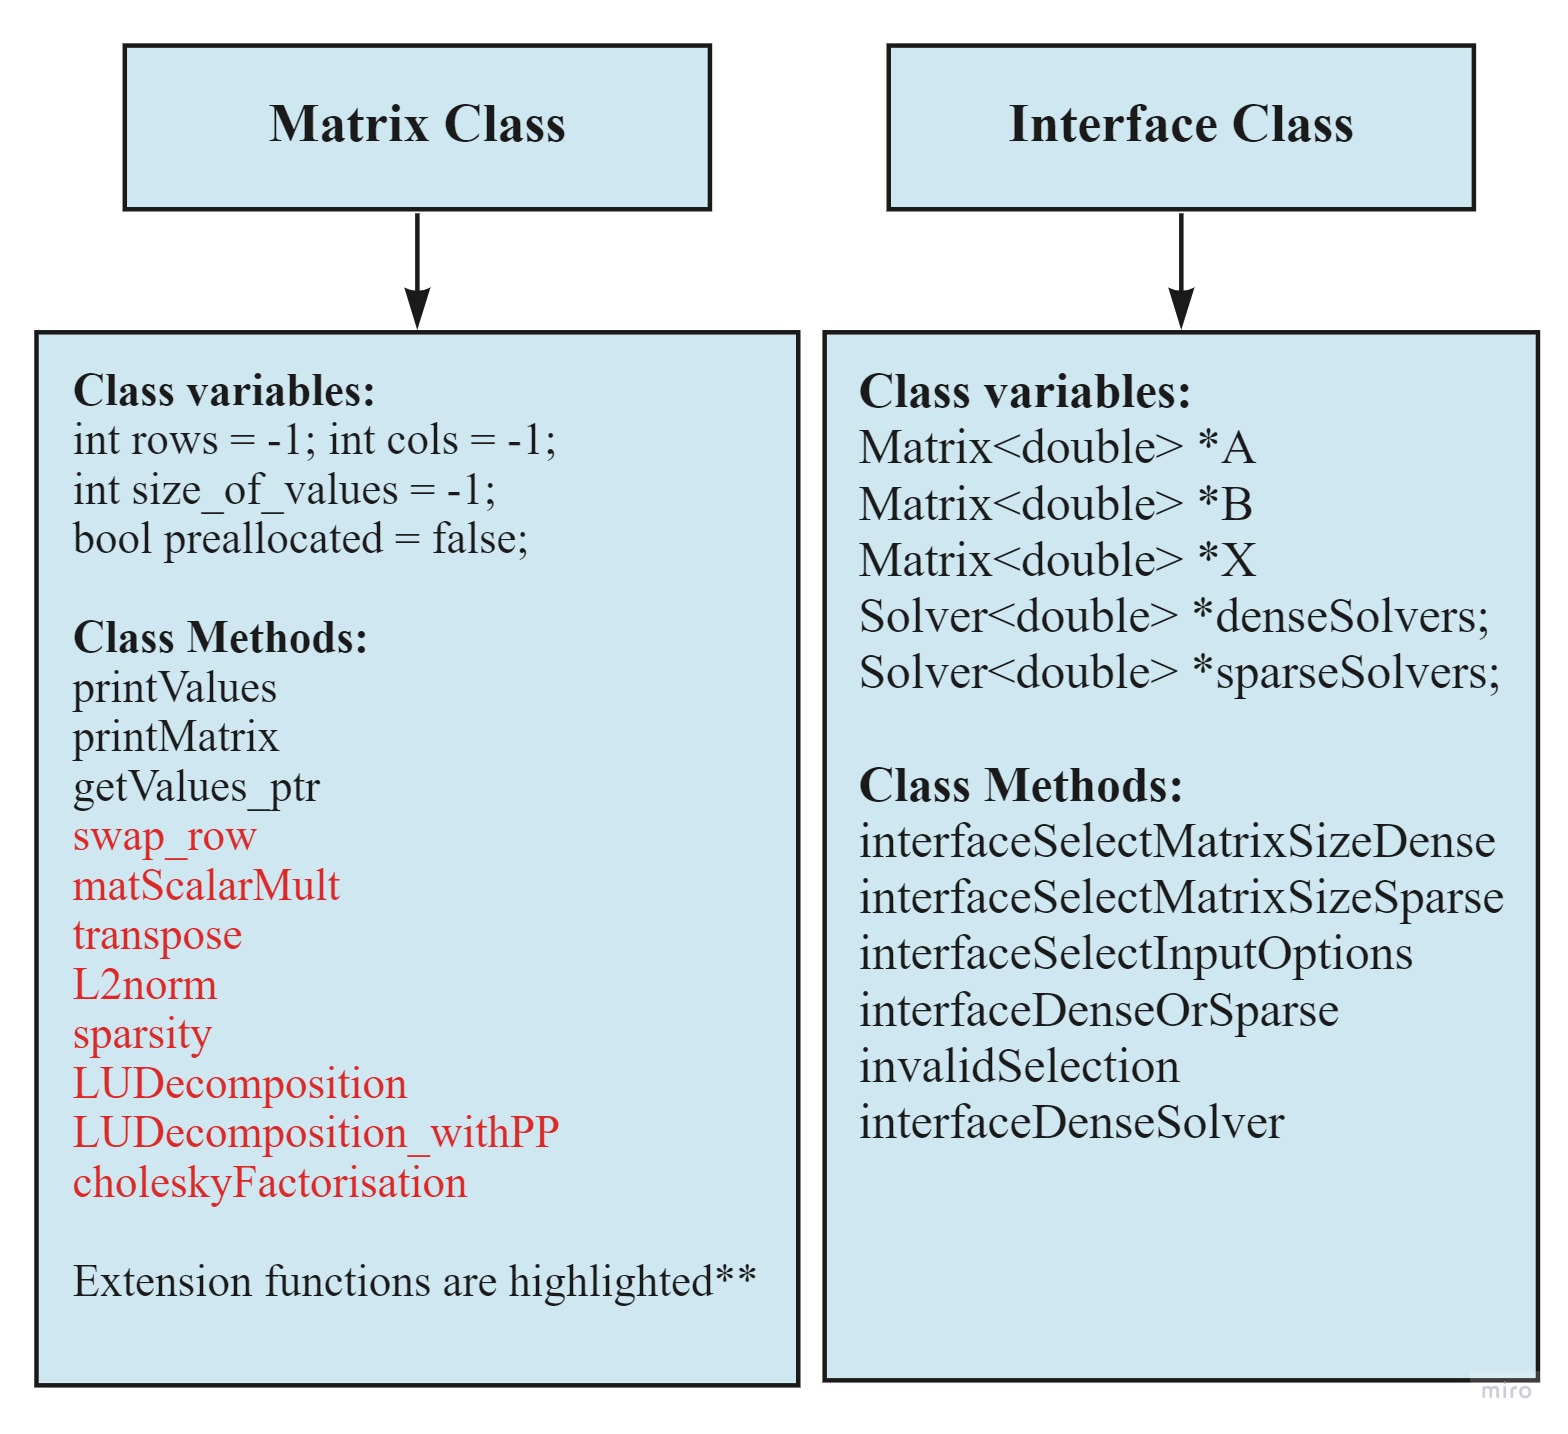 Matrix Class
Class variables:
int rows = -1; int cols = -1;
int size_of_values = -1;
bool preallocated = false;
Class Methods:
printValues
printMatrix
getValues_ptr
swap_row
matScalarMult
transpose
L2norm
sparsity
LUDecomposition
LUDecomposition_withPP
choleskyFactorisation
Extension functions are highlighted**
Interface Class
Class variables:
Matrix<double> *A
Matrix<double> *B
Matrix<double> *X
Solver<double> *denseSolvers;
Solver<double> *sparseSolvers;
Class Methods:
interfaceSelectMatrixSizeDense
interfaceSelectMatrixSizeSparse
interfaceSelectInputOptions
interfaceDenseOrSparse
invalidSelection
interfaceDenseSolver
miro